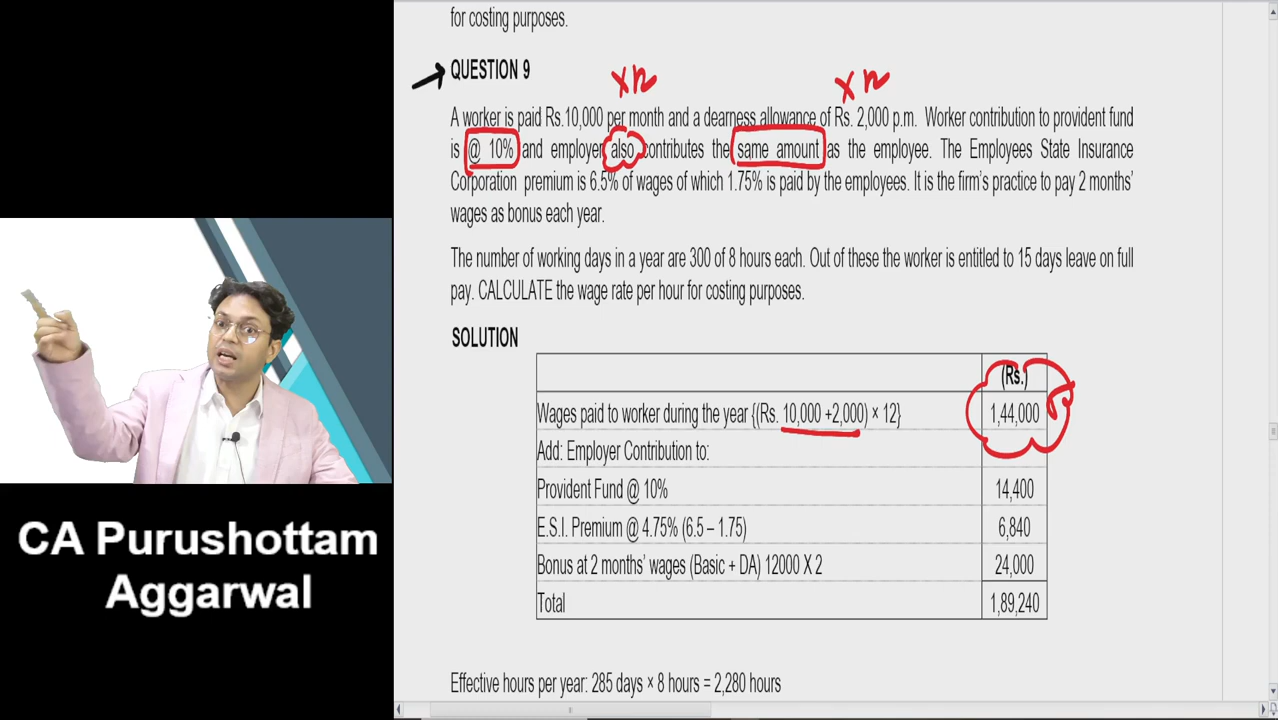 for costing purposes.
QUESTION 9
×12 ×12
A worker is paid Rs.10,000 per month and a dearness allowance of Rs. 2,000 p.m. Worker contribution to provident fund
is @ 10% and employer also contributes the same amount as the employee. The Employees State Insurance
Corporation premium is 6.5% of wages of which 1.75% is paid by the employees. It is the firm's practice to pay 2 months'
wages as bonus each year.
The number of working days in a year are 300 of 8 hours each. Out of these the worker is entitled to 15 days leave on full
pay. CALCULATE the wage rate per hour for costing purposes.
SOLUTION
(Rs.)
Wages paid to worker during the year {(Rs. 10,000 +2,000) × 12} 1,44,000
Add: Employer Contribution to:
Provident Fund @ 10% 14,400
E.S.I. Premium @ 4.75% (6.5 – 1.75) 6,840
Bonus at 2 months' wages (Basic + DA) 12000 X 2 24,000
Total 1,89,240
Effective hours per year: 285 days × 8 hours = 2,280 hours
CA Purushottam
Aggarwal